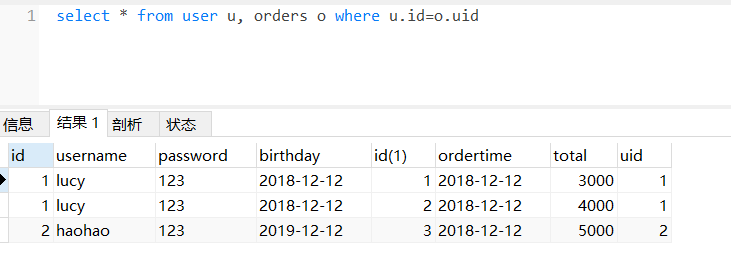 1 select * from user u, orders o where u.id=o.uid
信息 结果 1 剖析 状态
id username password birthday id(1) ordertime total uid
1 lucy 123 2018-12-12 1 2018-12-12 3000 1
1 lucy 123 2018-12-12 2 2018-12-12 4000 1
2 haohao 123 2019-12-12 3 2018-12-12 5000 2